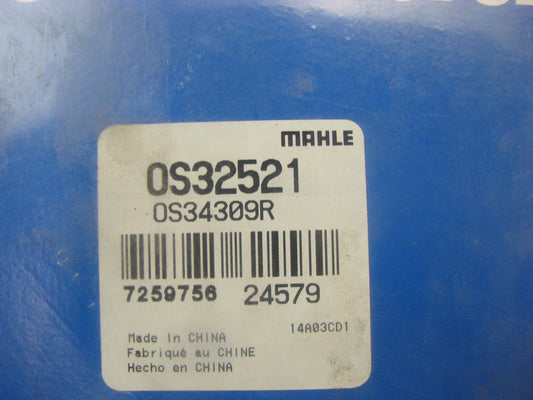 MAHLE
OS32521
OS34309R
7259756 24579
14A03CD1
Made In CHINA
Fabriqué au CHINE
Hecho en CHINA